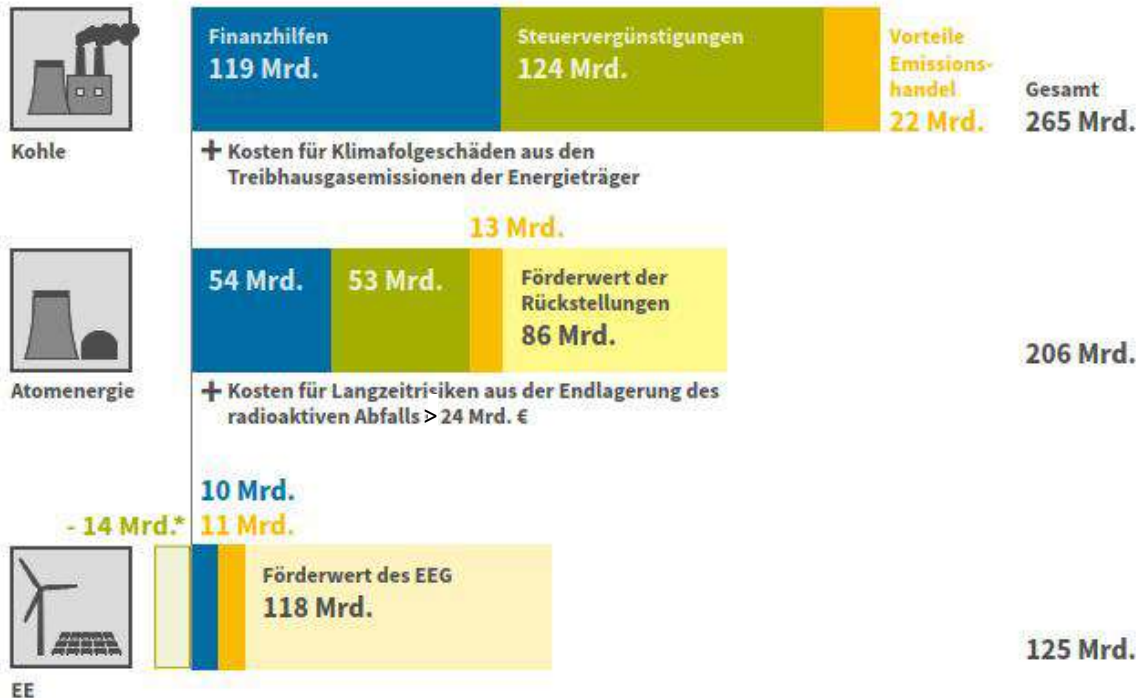 Finanzhilfen
119 Mrd.
Steuervergünstigungen
124 Mrd.
Vorteile
Emissions-
handel
22 Mrd.
Gesamt
265 Mrd.
Kohle
+ Kosten für Klimafolgeschäden aus den
Treibhausgasemissionen der Energieträger
13 Mrd.
54 Mrd.
53 Mrd.
Förderwert der
Rückstellungen
86 Mrd.
206 Mrd.
Atomenergie
+ Kosten für Langzeitrisiken aus der Endlagerung des
radioaktiven Abfalls > 24 Mrd. €
10 Mrd.
- 14 Mrd.*
11 Mrd.
Förderwert des EEG
118 Mrd.
125 Mrd.
EE